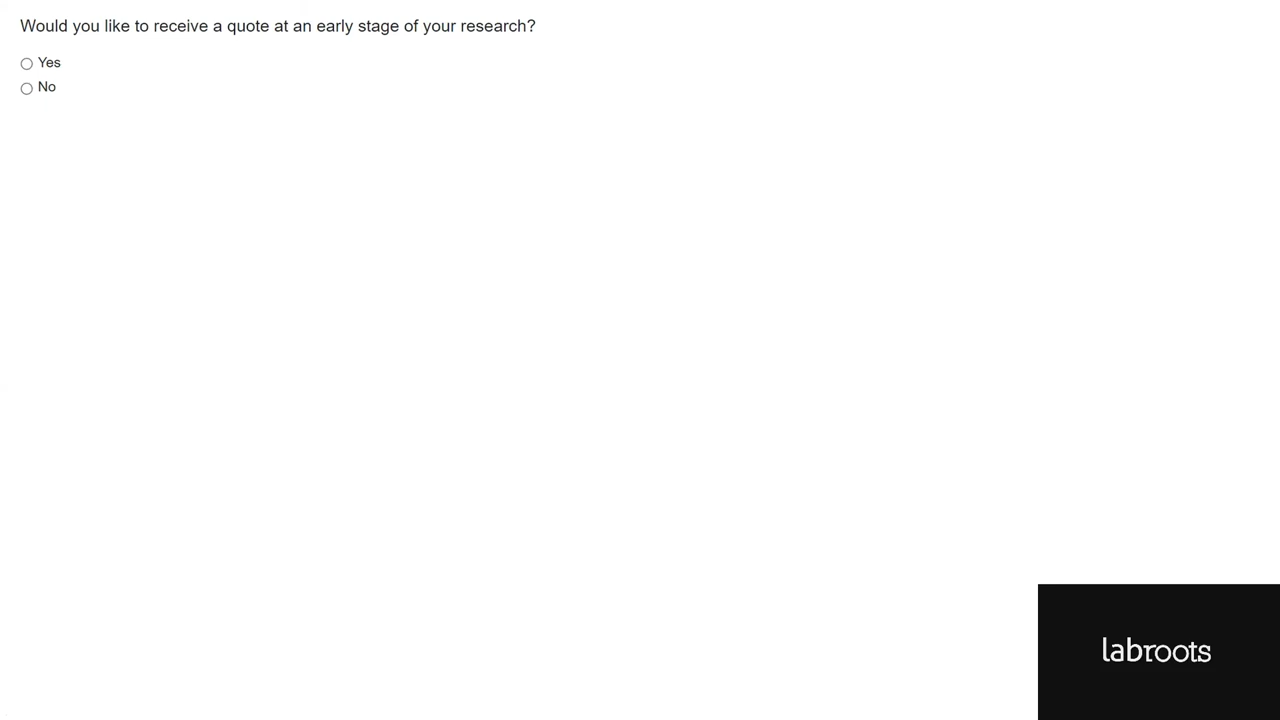 Would you like to receive a quote at an early stage of your research?
Yes
No
labroots